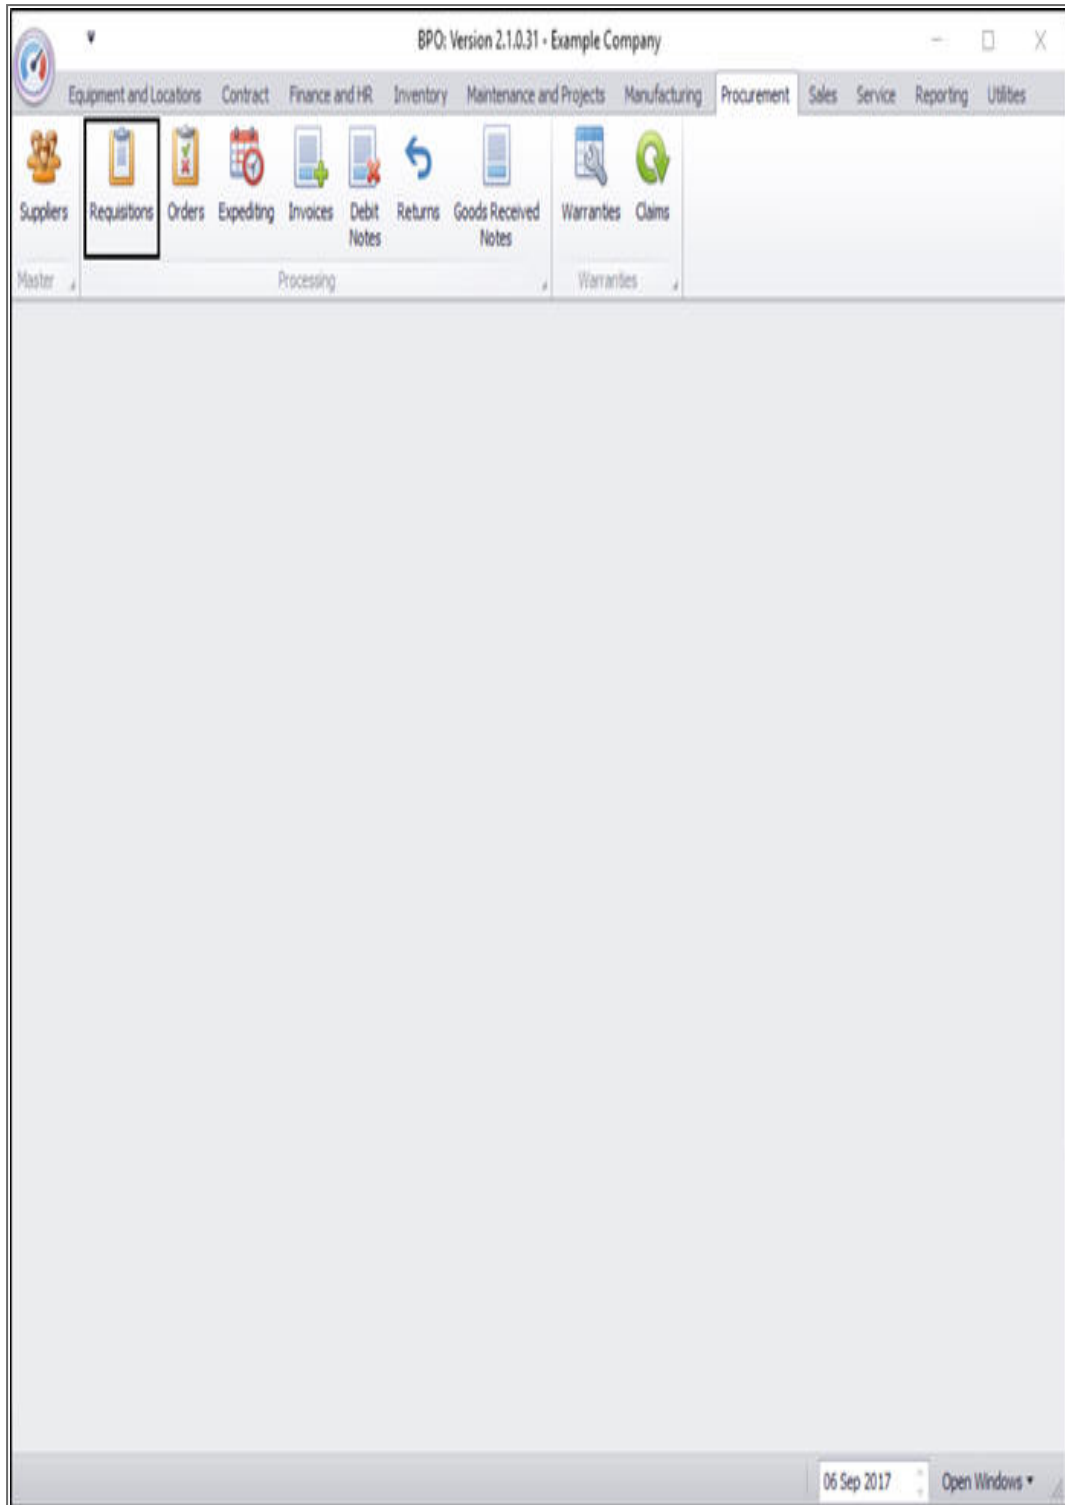 BPO: Version 2.1.0.31 - Example Company
Equipment and Locations Contract Finance and HR Inventory Maintenance and Projects Manufacturing Procurement Sales Service Reporting Utilities
Suppliers Requisitions Orders Expediting Invoices Debit Notes Returns Goods Received Notes Warranties Claims
Master Processing Warranties
06 Sep 2017 Open Windows